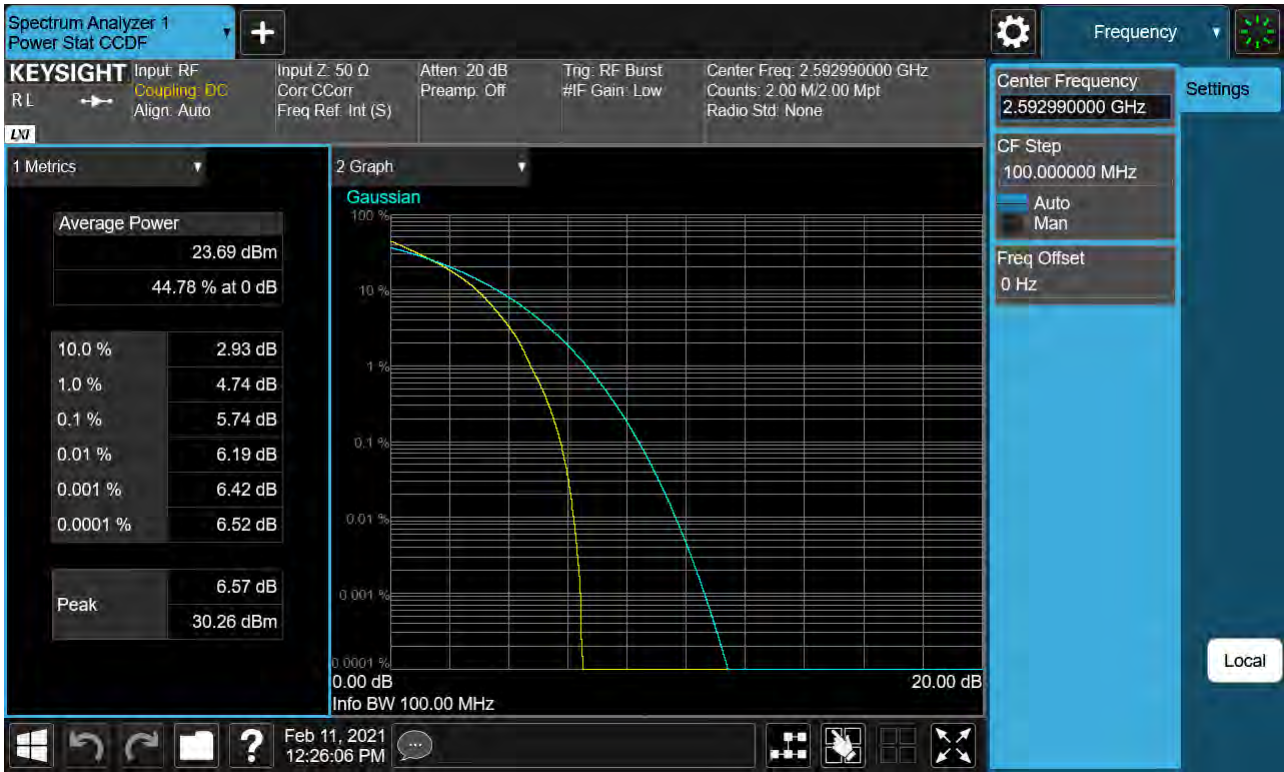 Spectrum Analyzer 1
Power Stat CCDF
Frequency
KEYSIGHT
RL
LXI
Input: RF
Coupling: DC
Align: Auto
Input Z: 50 Ω
Corr CCorr
Freq Ref: Int (S)
Atten: 20 dB
Preamp: Off
Trig: RF Burst
#IF Gain: Low
Center Freq: 2.592990000 GHz
Counts: 2.00 M/2.00 Mpt
Radio Std: None
Center Frequency
2.592990000 GHz
Settings
CF Step
100.000000 MHz
Auto
Man
Freq Offset
0 Hz
1 Metrics
Average Power
23.69 dBm
44.78 % at 0 dB
10.0 % 2.93 dB
1.0 % 4.74 dB
0.1 % 5.74 dB
0.01 % 6.19 dB
0.001 % 6.42 dB
0.0001 % 6.52 dB
Peak
6.57 dB
30.26 dBm
2 Graph
Gaussian
100 %
10 %
1 %
0.1 %
0.01 %
0.001 %
0.0001 %
0.00 dB 20.00 dB
Info BW 100.00 MHz
Local
?
Feb 11, 2021
12:26:06 PM